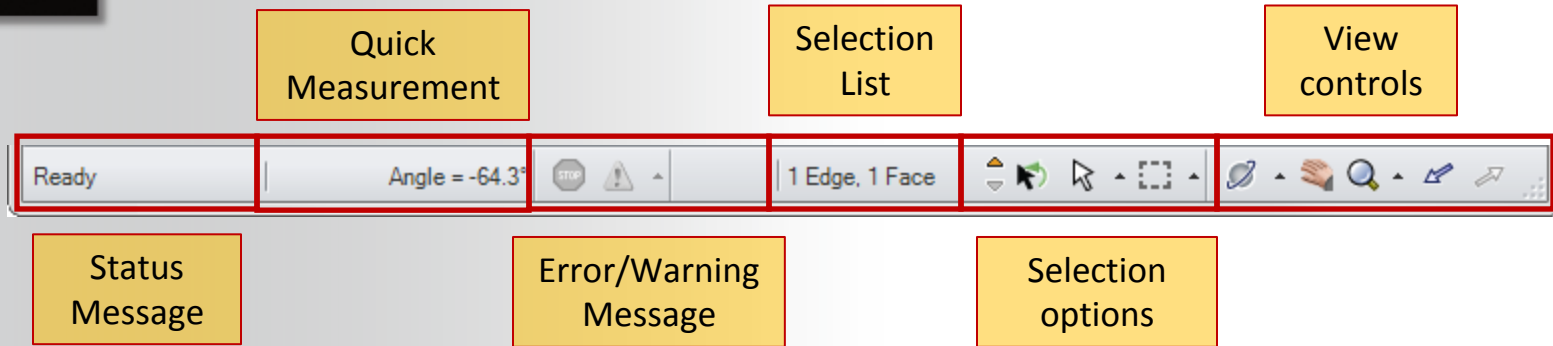 Quick
Measurement
Selection
List
View
controls
Ready
Angle = -64.3°
STOP
1 Edge, 1 Face
Status
Message
Error/Warning
Message
Selection
options